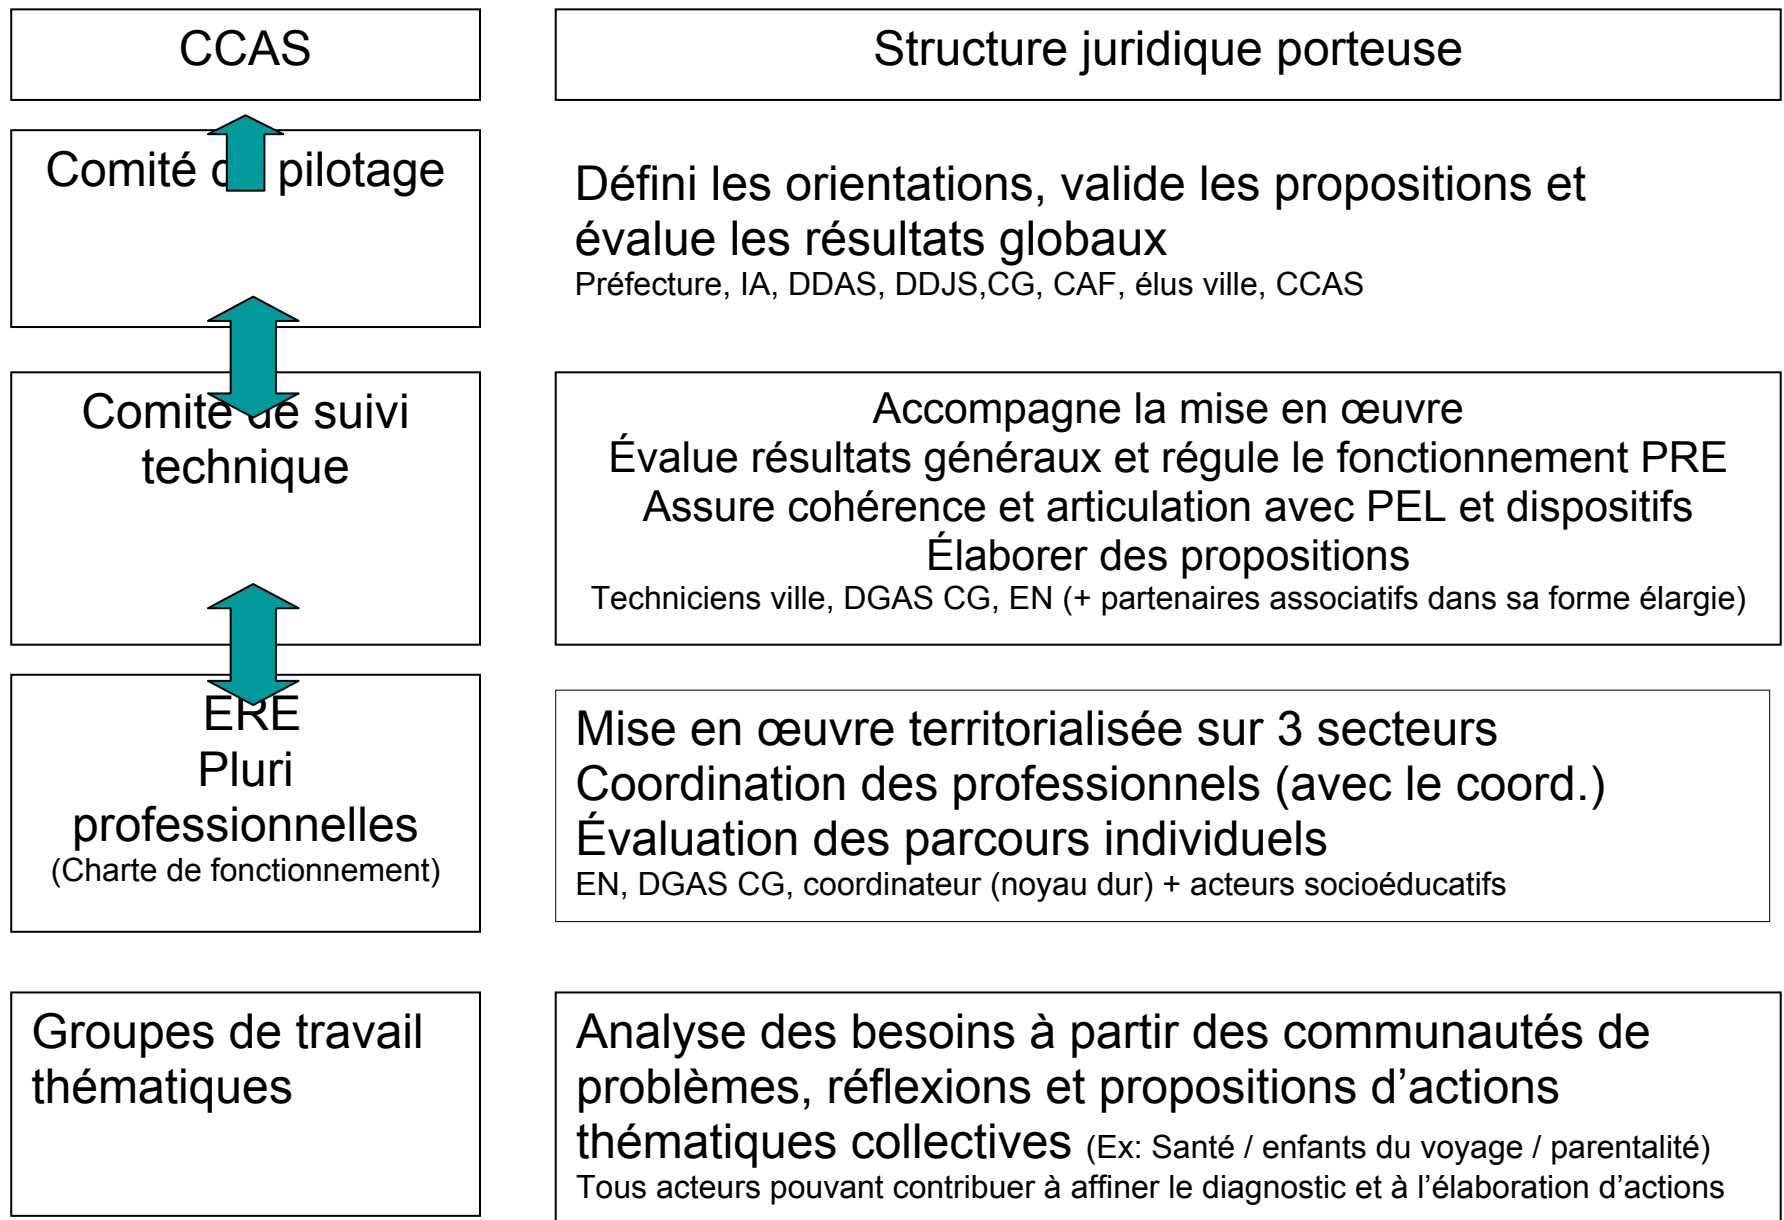 CCAS
Structure juridique porteuse
Comité d pilotage
Défini les orientations, valide les propositions et
évalue les résultats globaux
Préfecture, IA, DDAS, DDJS,CG, CAF, élus ville, CCAS
Comité de suivi
technique
Accompagne la mise en œuvre
Évalue résultats généraux et régule le fonctionnement PRE
Assure cohérence et articulation avec PEL et dispositifs
Élaborer des propositions
Techniciens ville, DGAS CG, EN (+ partenaires associatifs dans sa forme élargie)
ERE
Pluri
professionnelles
(Charte de fonctionnement)
Mise en œuvre territorialisée sur 3 secteurs
Coordination des professionnels (avec le coord.)
Évaluation des parcours individuels
EN, DGAS CG, coordinateur (noyau dur) + acteurs socioéducatifs
Groupes de travail
thématiques
Analyse des besoins à partir des communautés de
problèmes, réflexions et propositions d’actions
thématiques collectives (Ex: Santé / enfants du voyage / parentalité)
Tous acteurs pouvant contribuer à affiner le diagnostic et à l’élaboration d’actions